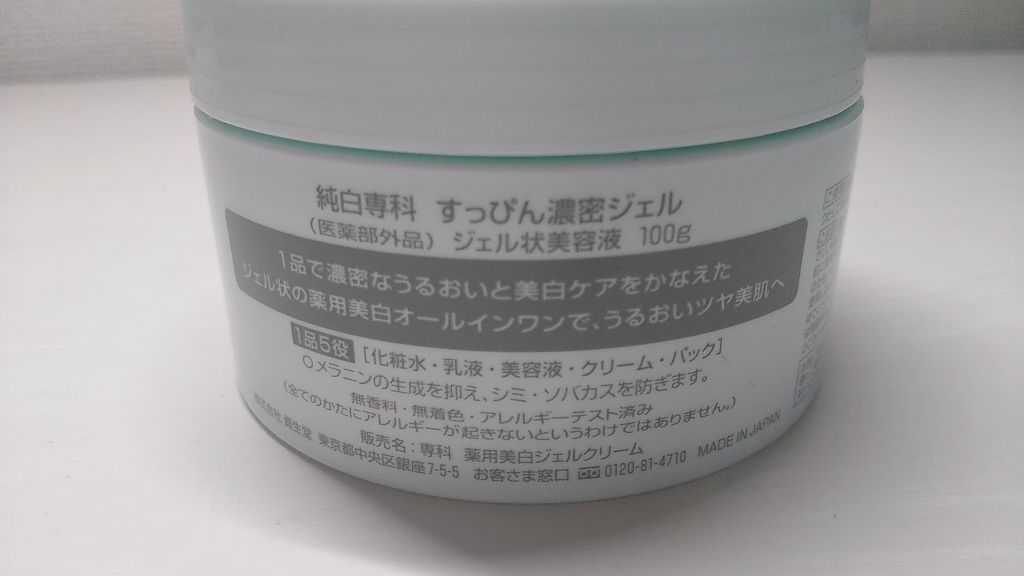 純白専科 すっぴん濃密ジェル
(医薬部外品) ジェル状美容液 100g
1品で濃密なうるおいと美白ケアをかなえた
ジェル状の薬用美白オールインワンで、うるおいツヤ美肌へ
1品5役 [化粧水・乳液・美容液・クリーム・パック]
○メラニンの生成を抑え、シミ・ソバカスを防ぎます。
無香料・無着色・アレルギーテスト済み
(全てのかたにアレルギーが起きないというわけではありません。)
販売名:専科 薬用美白ジェルクリーム
株式会社 資生堂 東京都中央区銀座7-5-5 お客さま窓口 0120-81-4710 MADE IN JAPAN